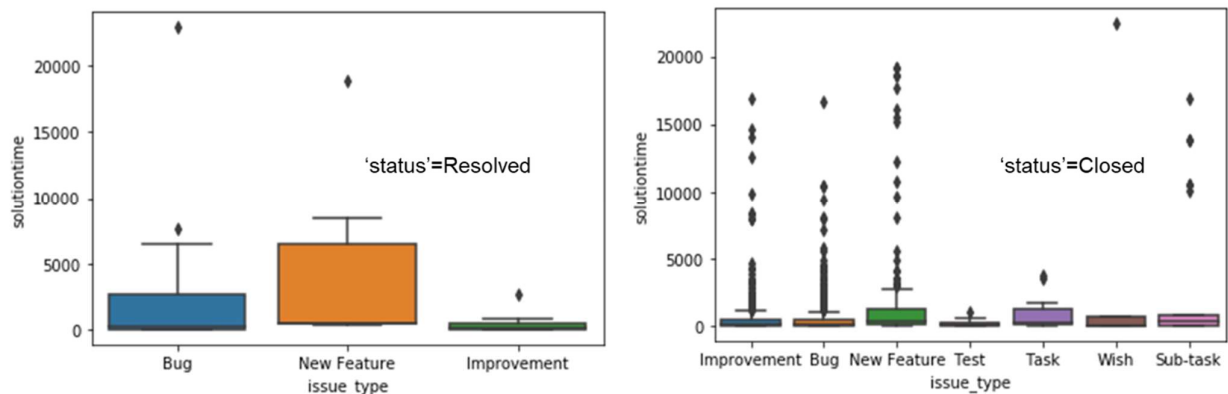 20000
15000
10000
5000
0
solutiontime
‘status’=Resolved
Bug New Feature Improvement
issue_type
20000
15000
10000
5000
0
solutiontime
‘status’=Closed
Improvement Bug New Feature Test Task Wish Sub-task
issue_type